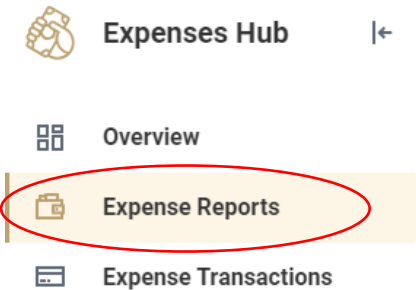 Expenses Hub
Overview
Expense Reports
Expense Transactions